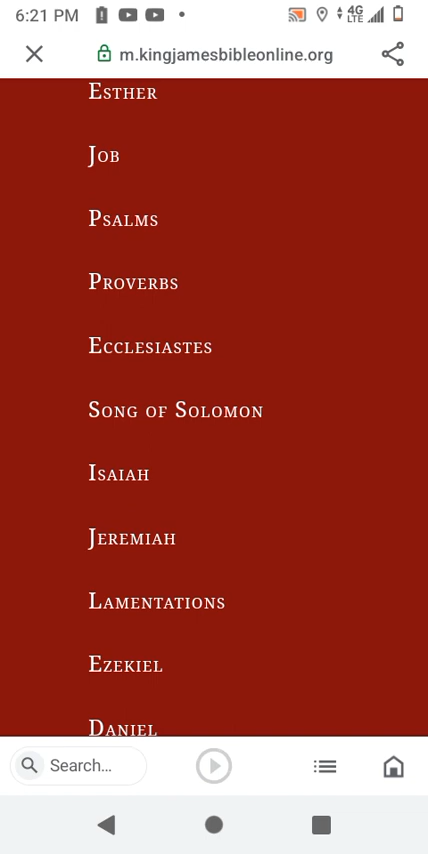 6:21 PM
4G
LTE
m.kingjamesbibleonline.org
Esther
Job
Psalms
Proverbs
Ecclesiastes
Song of Solomon
Isaiah
Jeremiah
Lamentations
Ezekiel
Daniel
Search...